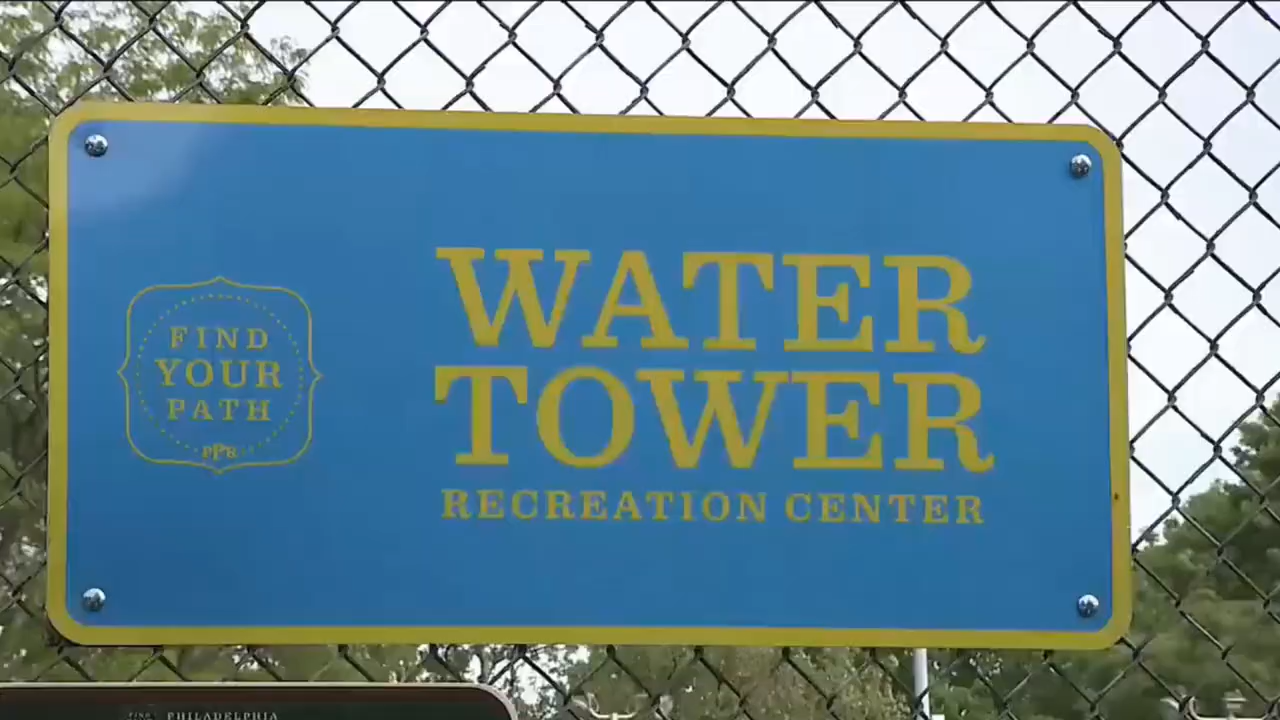 FIND
YOUR
PATH
PPR
WATER
TOWER
RECREATION CENTER
PHILADELPHIA